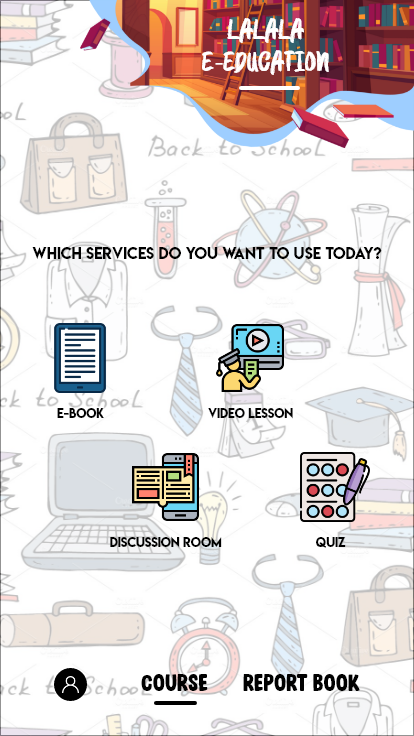 LALALA
E-EDUCATION
Back to School
WHICH SERVICES DO YOU WANT TO USE TODAY?
ck to School
E-BOOK
VIDEO LESSON
DISCUSSION ROOM
QUIZ
COURSE
REPORT BOOK
ck to School